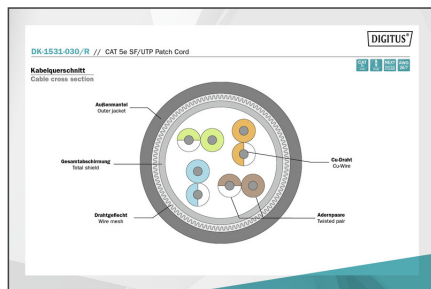 DIGITUS®
DK-1531-030/R // CAT 5e SF/UTP Patch Cord
Kabelquerschnitt
Cable cross section
Außenmantel
Outer jacket
Gesamtabschirmung
Total shield
Drahtgeflecht
Wire mesh
Cu-Draht
Cu-Wire
Adernpaare
Twisted pair